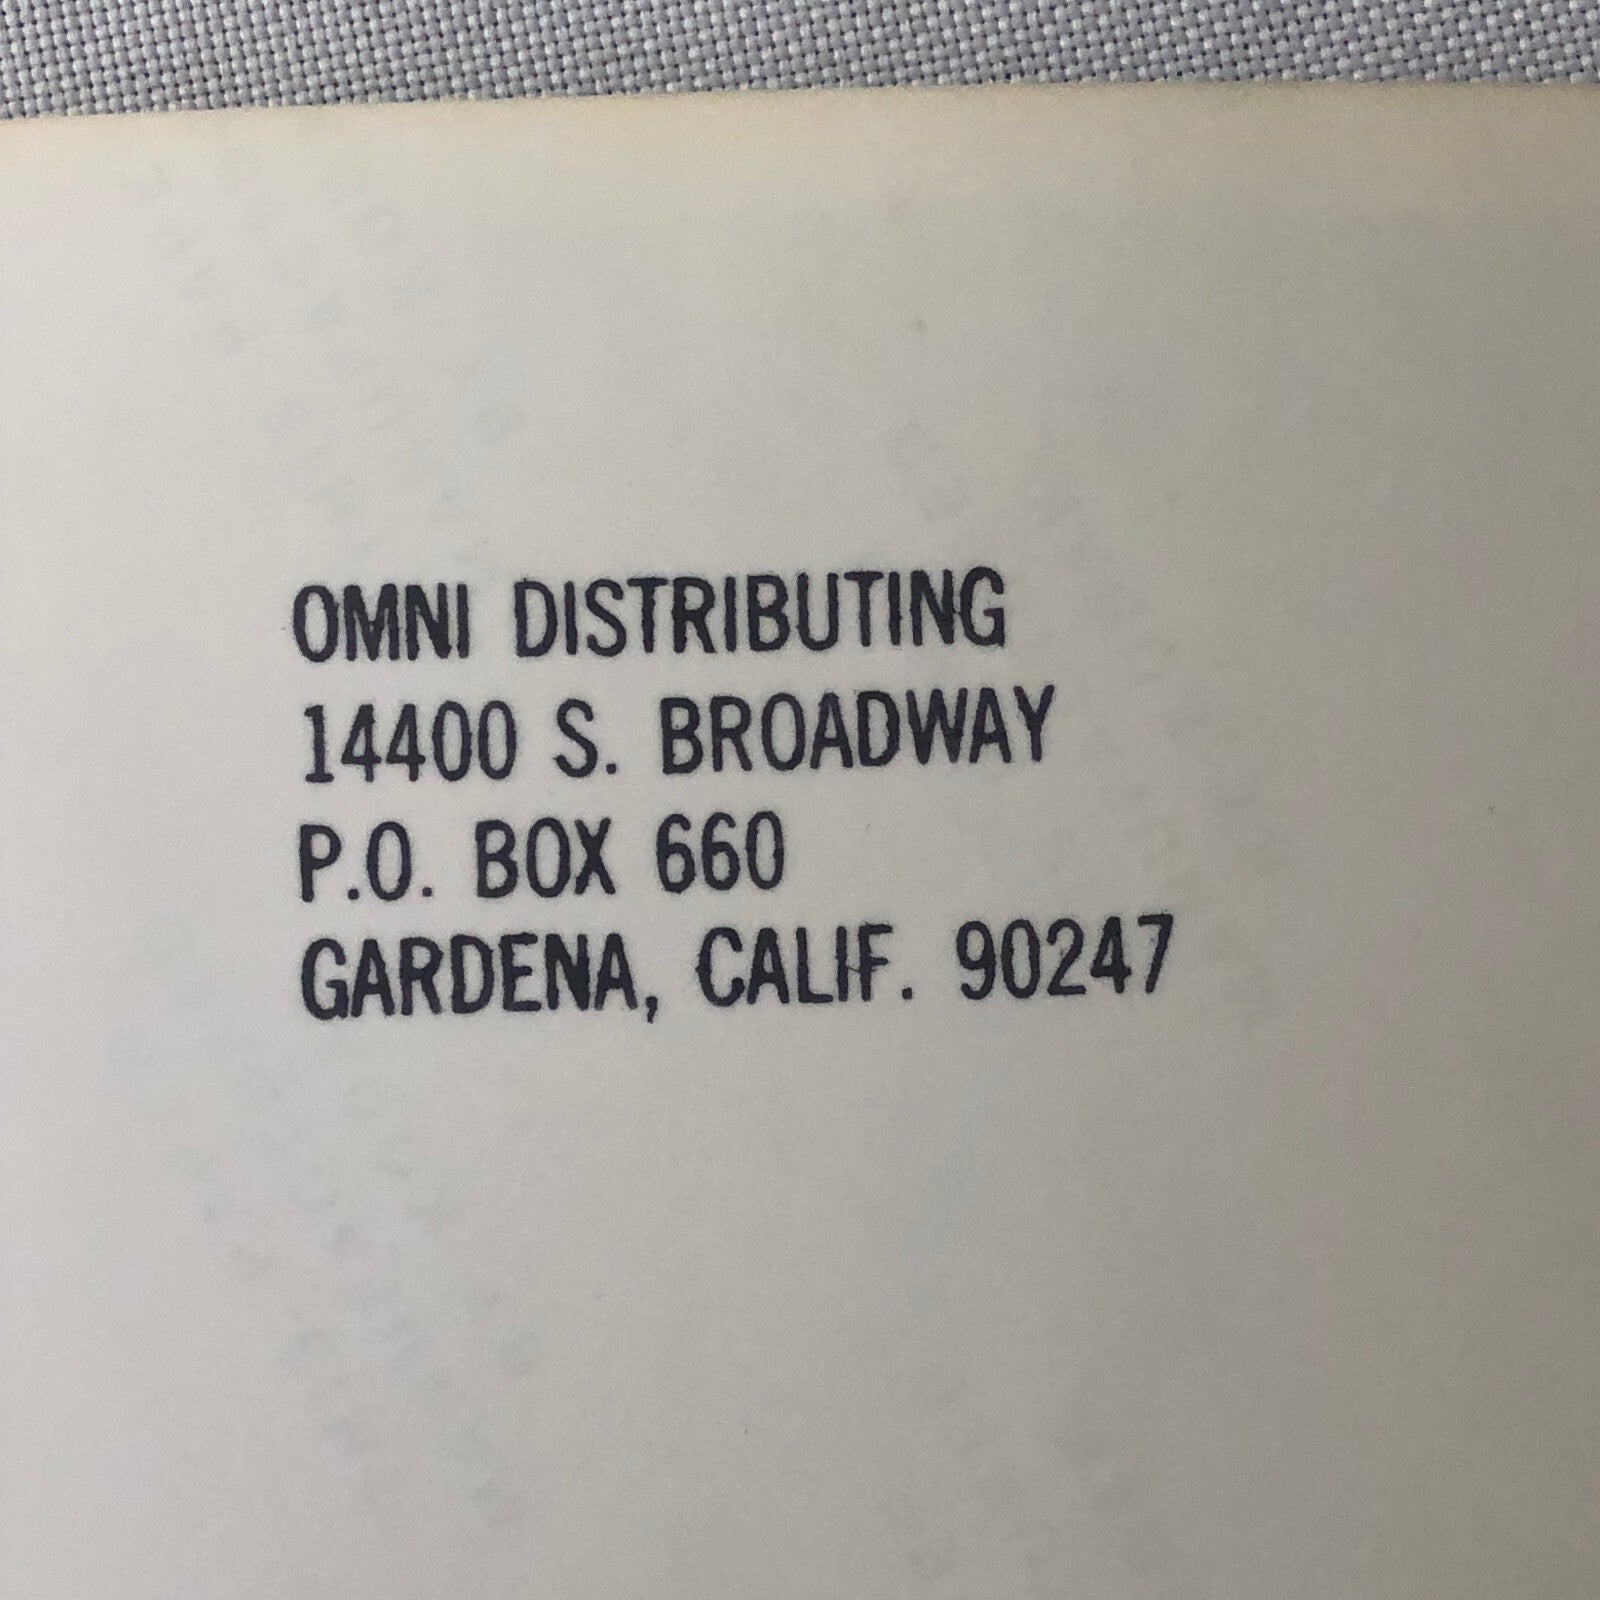 OMNI DISTRIBUTING
14400 S. BROADWAY
P.O. BOX 660
GARDENA, CALIF. 90247